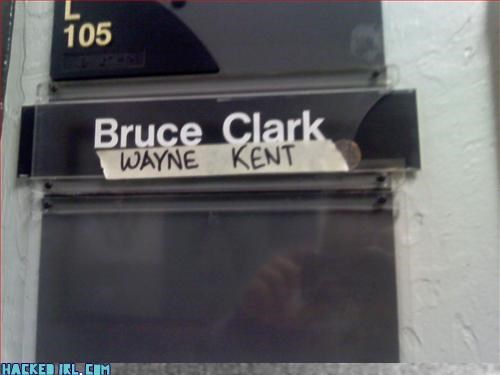 L
105
Bruce Clark
WAYNE KENT
HACKED IRL.COM